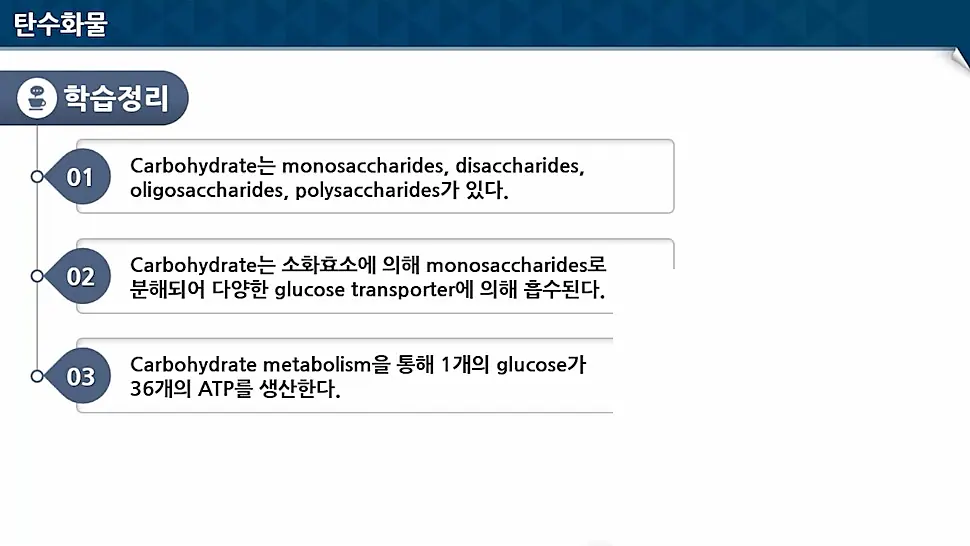 탄수화물
학습정리
01
Carbohydrate는 monosaccharides, disaccharides,
oligosaccharides, polysaccharides가 있다.
02
Carbohydrate는 소화효소에 의해 monosaccharides로
분해되어 다양한 glucose transporter에 의해 흡수된다.
03
Carbohydrate metabolism을 통해 1개의 glucose가
36개의 ATP를 생산한다.